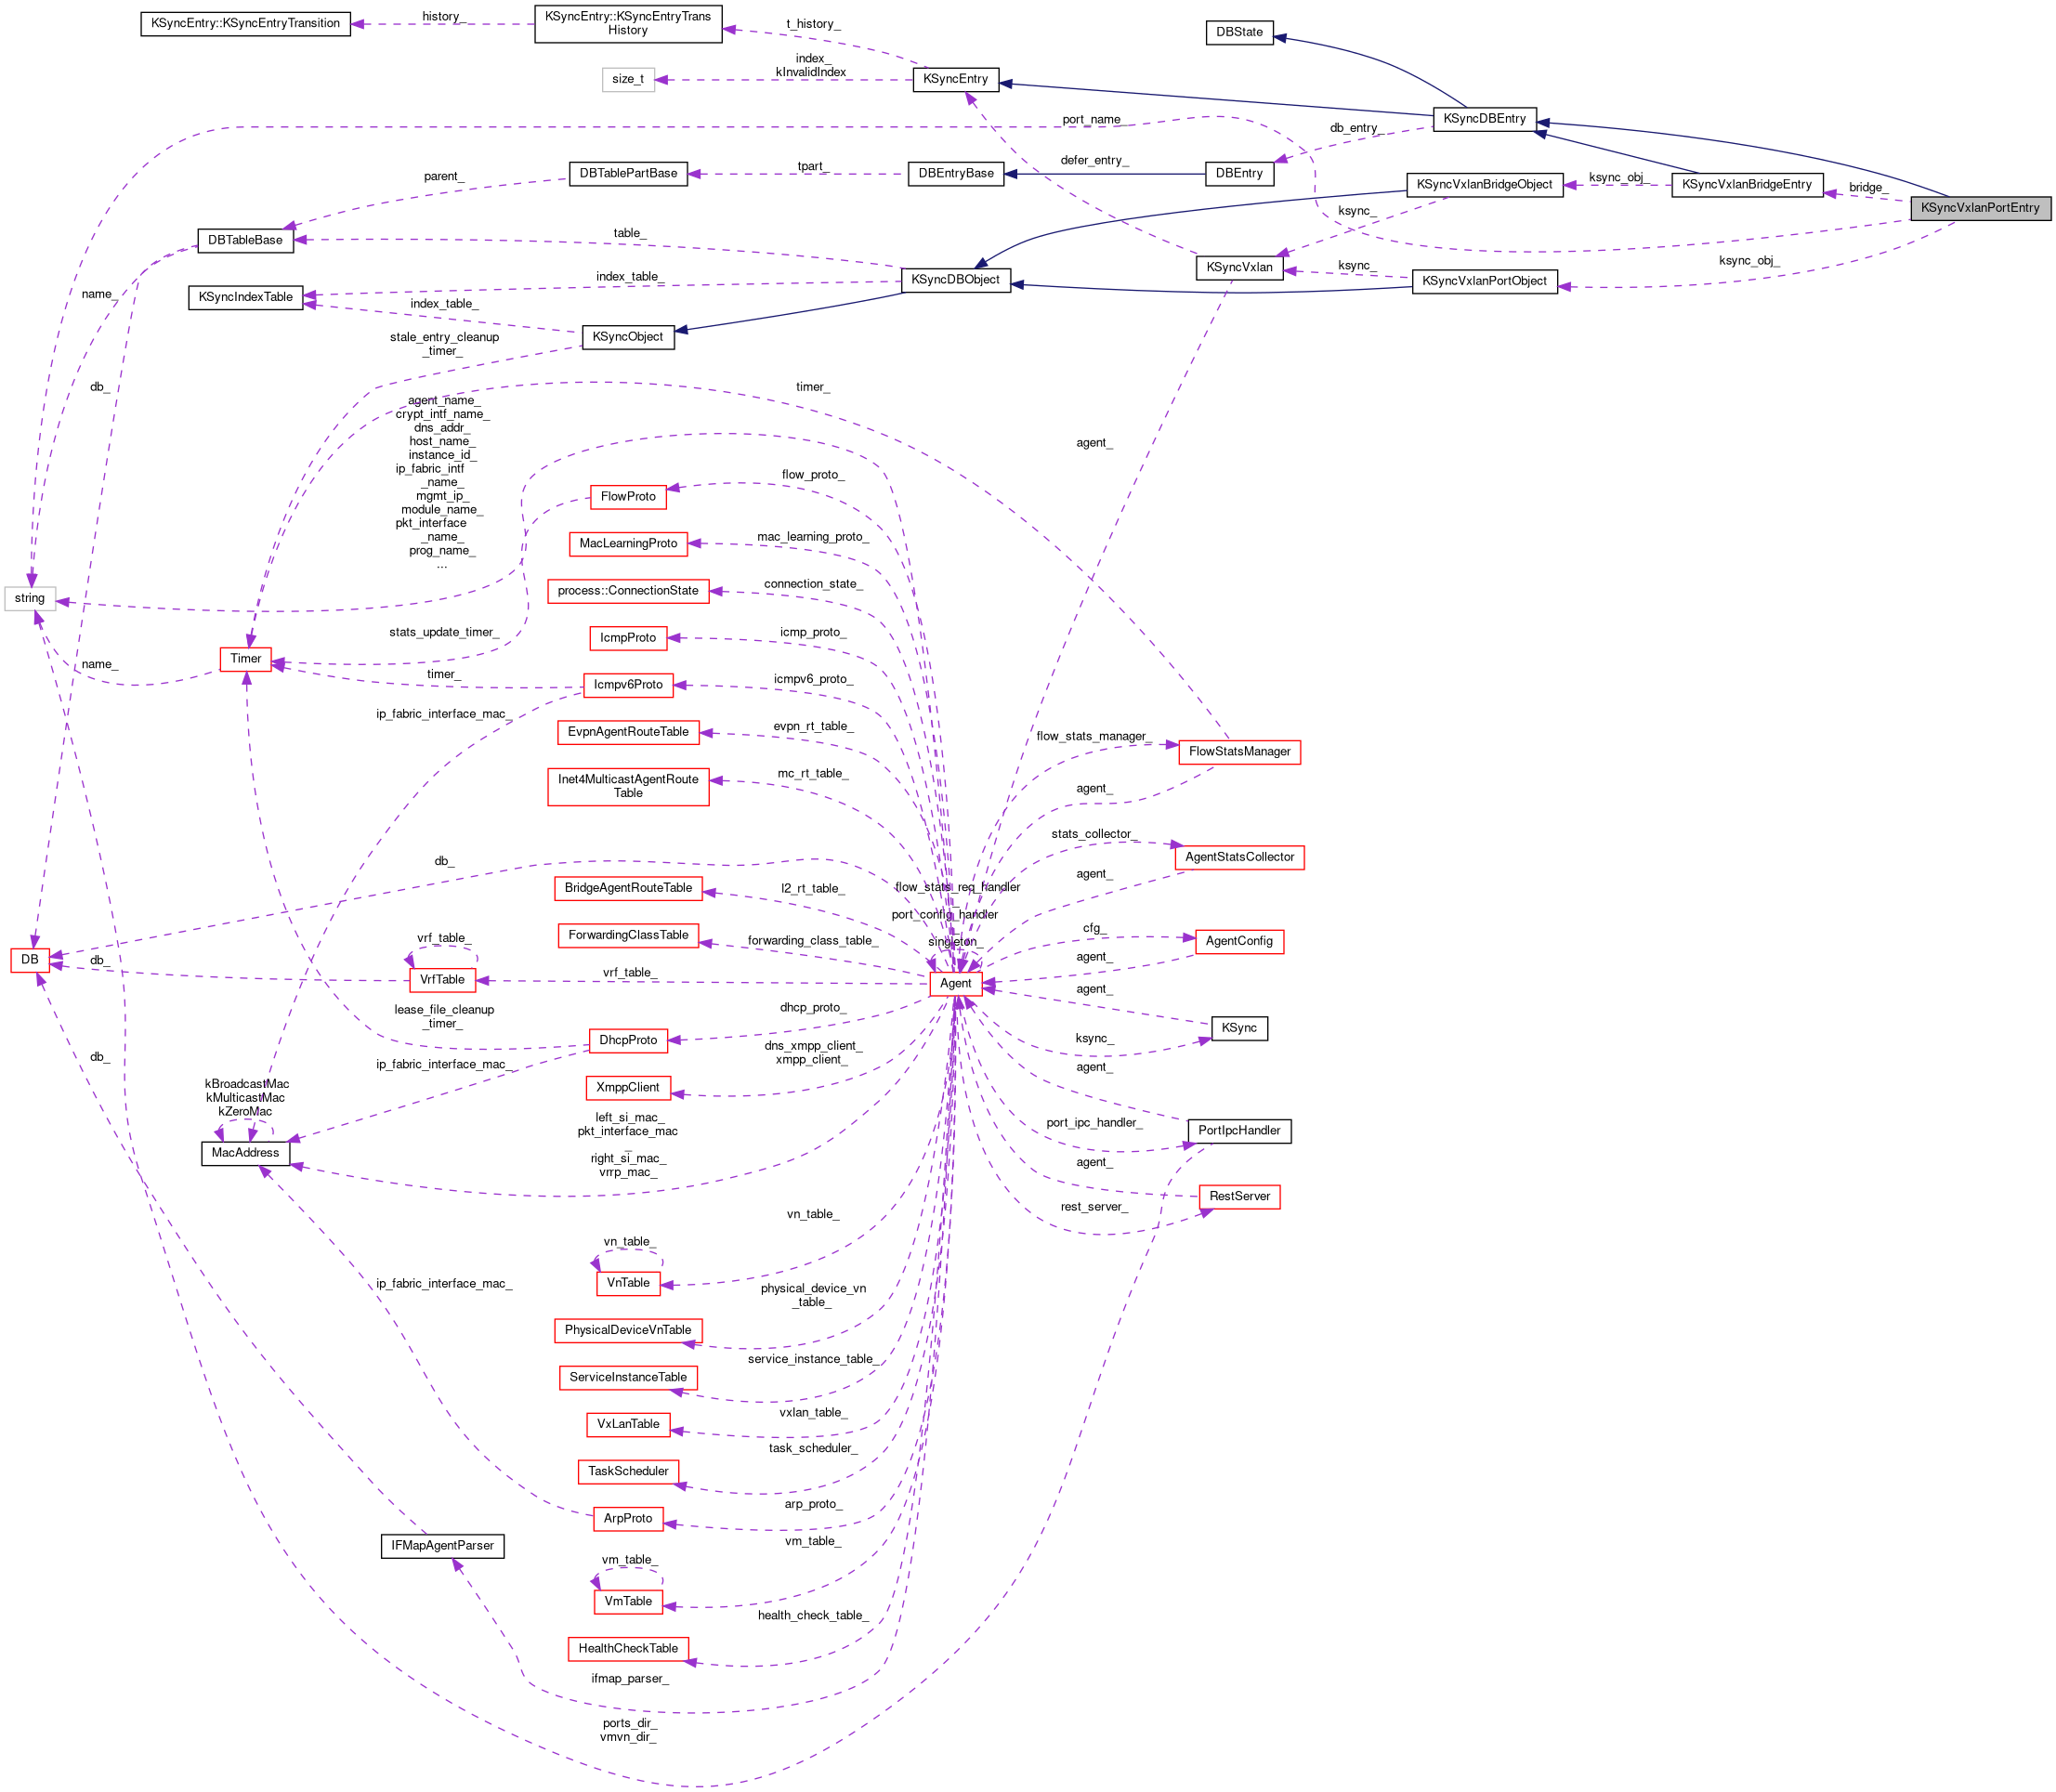 KSyncEntry::KSyncEntryTransition
history_
KSyncEntry::KSyncEntryTrans
History
t_history_
DBState
size_t
index_
kInvalidIndex
KSyncEntry
port_name_
KSyncDBEntry
db_entry_
parent_
DBTablePartBase
tpart_
DBEntryBase
defer_entry_
DBEntry
KSyncVxlanBridgeObject
ksync_obj_
KSyncVxlanBridgeEntry
bridge_
KSyncVxlanPortEntry
ksync_
DBTableBase
table_
ksync_obj_
KSyncVxlan
ksync_
KSyncVxlanPortObject
index_table_
KSyncDBObject
name_
KSyncIndexTable
index_table_
KSyncObject
stale_entry_cleanup
_timer_
db_
timer_
agent_name_
crypt_intf_name_
dns_addr_
host_name_
instance_id_
ip_fabric_intf
_name_
mgmt_ip_
module_name_
pkt_interface
_name_
prog_name_
...
agent_
flow_proto_
FlowProto
MacLearningProto
mac_learning_proto_
process::ConnectionState
connection_state_
string
stats_update_timer_
IcmpProto
icmp_proto_
name_
Timer
timer_
Icmpv6Proto
icmpv6_proto_
ip_fabric_interface_mac_
EvpnAgentRouteTable
evpn_rt_table_
flow_stats_manager_
FlowStatsManager
Inet4MulticastAgentRoute
Table
mc_rt_table_
agent_
stats_collector_
AgentStatsCollector
db_
agent_
BridgeAgentRouteTable
l2_rt_table_
flow_stats_req_handler
_
port_config_handler
_
singleton_
ForwardingClassTable
forwarding_class_table_
cfg_
AgentConfig
agent_
DB
db_
vrf_table_
VrfTable
vrf_table_
Agent
agent_
KSync
ksync_
lease_file_cleanup
_timer_
DhcpProto
dhcp_proto_
ip_fabric_interface_mac_
dns_xmpp_client_
xmpp_client_
XmppClient
agent_
db_
kBroadcastMac
kMulticastMac
kZeroMac
MacAddress
left_si_mac_
pkt_interface_mac
_
right_si_mac_
vrrp_mac_
port_ipc_handler_
PortIpcHandler
agent_
RestServer
rest_server_
vn_table_
vn_table_
VnTable
ip_fabric_interface_mac_
physical_device_vn
_table_
PhysicalDeviceVnTable
service_instance_table_
ServiceInstanceTable
vxlan_table_
VxLanTable
task_scheduler_
TaskScheduler
arp_proto_
ArpProto
IFMapAgentParser
vm_table_
vm_table_
VmTable
health_check_table_
HealthCheckTable
ifmap_parser_
ports_dir_
vmvn_dir_